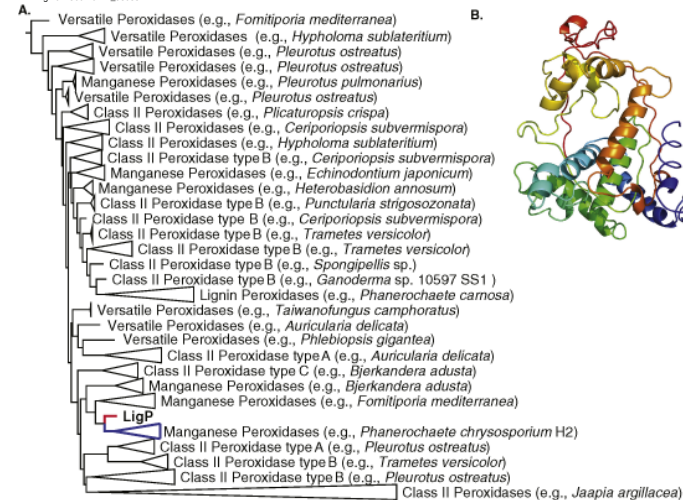 A.
B.
Versatile Peroxidases (e.g., Fomitiporia mediterranea)
Versatile Peroxidases (e.g., Hypholoma sublateritium)
Versatile Peroxidases (e.g., Pleurotus ostreatus)
Versatile Peroxidases (e.g., Pleurotus ostreatus)
Manganese Peroxidases (e.g., Pleurotus pulmonarius)
Versatile Peroxidases (e.g., Pleurotus ostreatus)
Class II Peroxidases (e.g., Plicaturopsis crispa)
Class II Peroxidases (e.g., Ceriporiopsis subvermispora)
Class II Peroxidases (e.g., Hypholoma sublateritium)
Class II Peroxidase type B (e.g., Ceriporiopsis subvermispora)
Manganese Peroxidases (e.g., Echinodontium japonicum)
Manganese Peroxidases (e.g., Heterobasidion annosum)
Class II Peroxidase type B (e.g., Punctularia strigosozonata)
Class II Peroxidase type B (e.g., Ceriporiopsis subvermispora)
Class II Peroxidase type B (e.g., Trametes versicolor)
Class II Peroxidase type B (e.g., Trametes versicolor)
Class II Peroxidase type B (e.g., Spongipellis sp.)
Class II Peroxidase type B (e.g., Ganoderma sp. 10597 SS1 )
Lignin Peroxidases (e.g., Phanerochaete carnosa)
Versatile Peroxidases (e.g., Taiwanofungus camphoratus)
Versatile Peroxidases (e.g., Auricularia delicata)
Versatile Peroxidases (e.g., Phlebiopsis gigantea)
Class II Peroxidase type A (e.g., Auricularia delicata)
Class II Peroxidase type C (e.g., Bjerkandera adusta)
Manganese Peroxidases (e.g., Bjerkandera adusta)
Manganese Peroxidases (e.g., Fomitiporia mediterranea)
LigP
Manganese Peroxidases (e.g., Phanerochaete chrysosporium H2)
Class II Peroxidase type A (e.g., Pleurotus ostreatus)
Class II Peroxidase type B (e.g., Trametes versicolor)
Class II Peroxidase type B (e.g., Pleurotus ostreatus)
Class II Peroxidases (e.g., Jaapia argillacea)